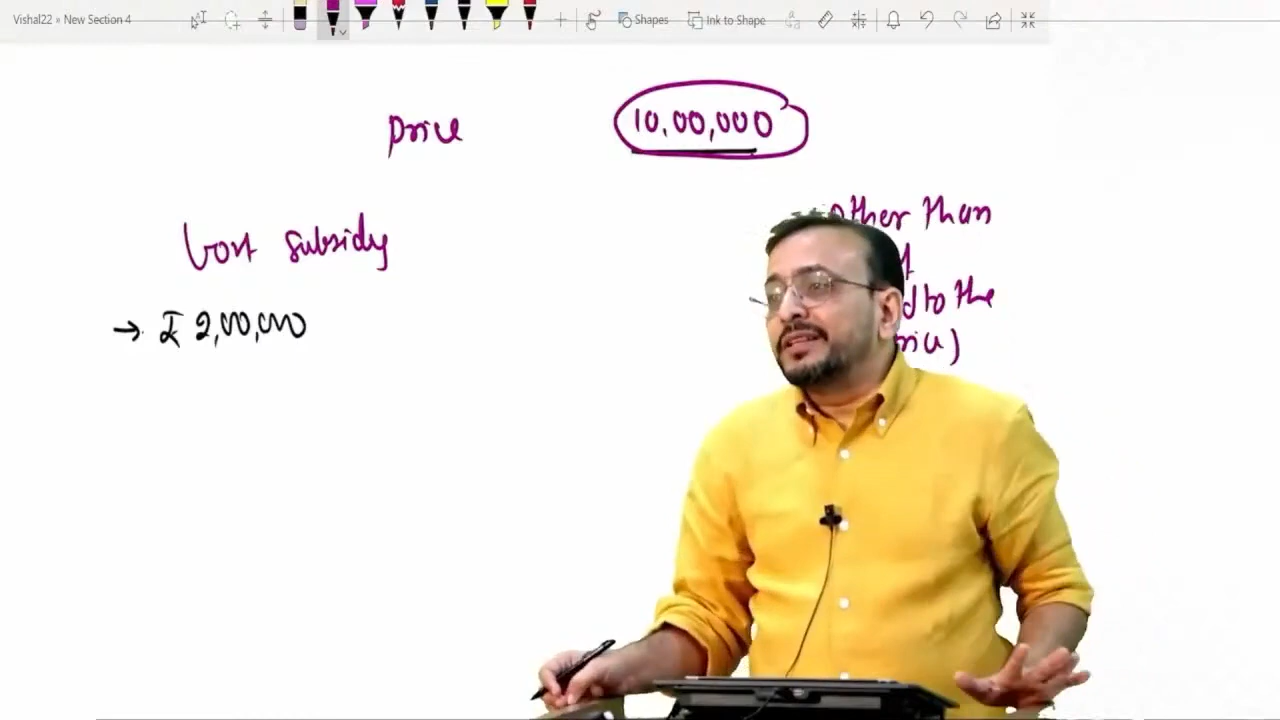 Vishal22 » New Section 4
Shapes
Ink to Shape
Price 10,00,000
Govt Subsidy
other than
→ ₹ 2,00,000
to the